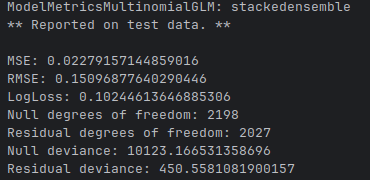 ModelMetricsMultinomialGLM: stackedensemble
** Reported on test data. **
MSE: 0.02279157144859016
RMSE: 0.15096877640290446
LogLoss: 0.10244613646885306
Null degrees of freedom: 2198
Residual degrees of freedom: 2027
Null deviance: 10123.166531358696
Residual deviance: 450.5581081900157